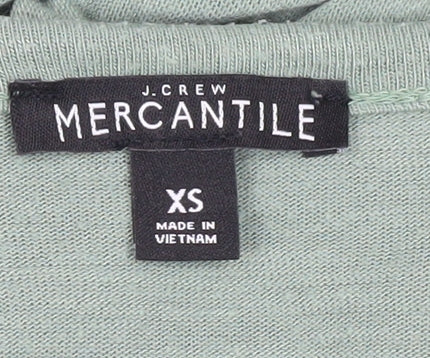 J.CREW
MERCANTILE
XS
MADE IN
VIETNAM